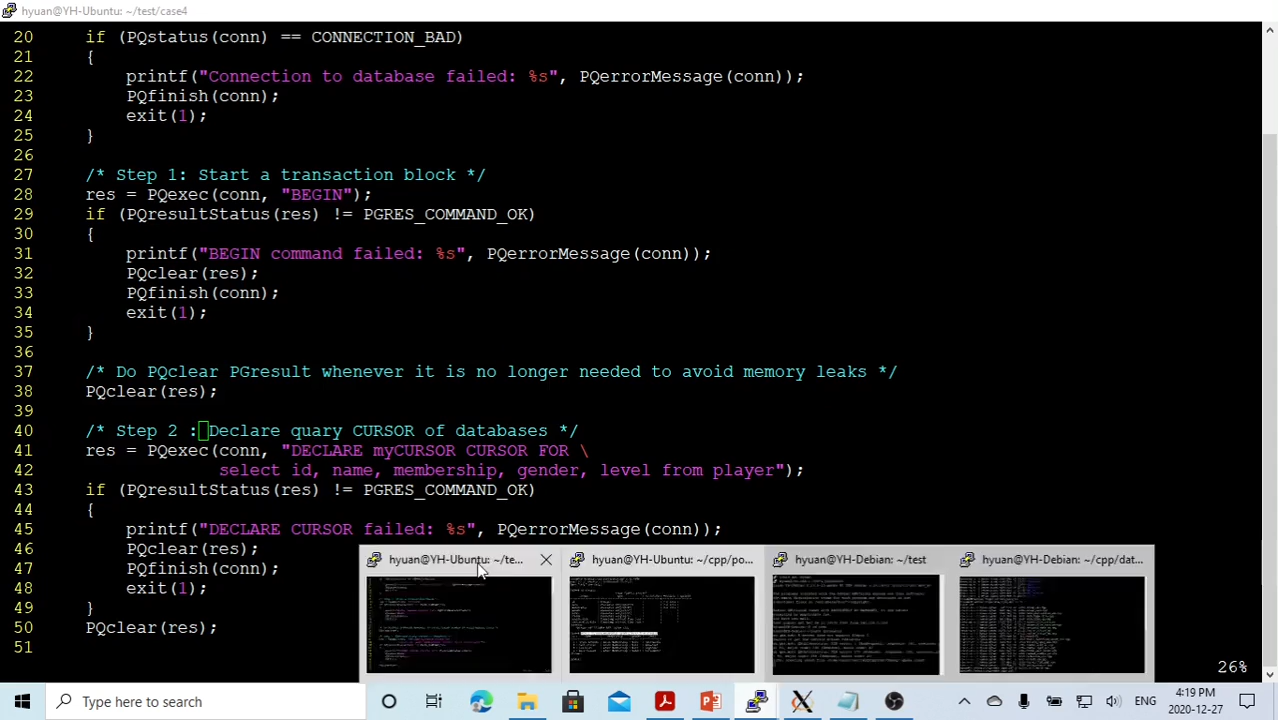 hyuan@YH-Ubuntu: ~/test/case4
20 if (PQstatus(conn) == CONNECTION_BAD)
21 {
22 printf("Connection to database failed: %s", PQerrorMessage(conn));
23 PQfinish(conn);
24 exit(1);
25 }
26
27 /* Step 1: Start a transaction block */
28 res = PQexec(conn, "BEGIN");
29 if (PQresultStatus(res) != PGRES_COMMAND_OK)
30 {
31 printf("BEGIN command failed: %s", PQerrorMessage(conn));
32 PQclear(res);
33 PQfinish(conn);
34 exit(1);
35 }
36
37 /* Do PQclear PGresult whenever it is no longer needed to avoid memory leaks */
38 PQclear(res);
39
40 /* Step 2 : Declare quary CURSOR of databases */
41 res = PQexec(conn, "DECLARE myCURSOR CURSOR FOR \
42 select id, name, membership, gender, level from player");
43 if (PQresultStatus(res) != PGRES_COMMAND_OK)
44 {
45 printf("DECLARE CURSOR failed: %s", PQerrorMessage(conn));
46 PQclear(res);
47 PQfinish(conn);
48 exit(1);
49
50 (res);
51
26%
hyuan@YH-Ubuntu: ~/te...
hyuan@YH-Ubuntu: ~/cpp/po...
hyuan@YH-Debian: ~/test
hyuan@YH-Debian: ~/cpp/dat...
Type here to search
ENG
4:19 PM
2020-12-27